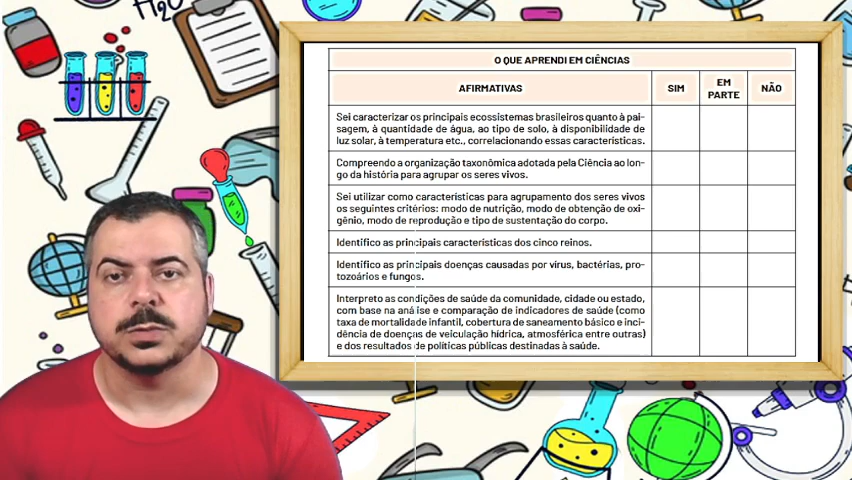 H₂O
O QUE APRENDI EM CIÊNCIAS
AFIRMATIVAS
SIM
EM
PARTE
NÃO
Sei caracterizar os principais ecossistemas brasileiros quanto à pai-
sagem, à quantidade de água, ao tipo de solo, à disponibilidade de
luz solar, à temperatura etc., correlacionando essas características.
Compreendo a organização taxonômica adotada pela Ciência ao lon-
go da história para agrupar os seres vivos.
Sei utilizar como características para agrupamento dos seres vivos
os seguintes critérios: modo de nutrição, modo de obtenção de oxi-
gênio, modo de reprodução e tipo de sustentação do corpo.
Identifico as principais características dos cinco reinos.
Identifico as principais doenças causadas por vírus, bactérias, pro-
tozoários e fungos.
Interpreto as condições de saúde da comunidade, cidade ou estado,
com base na análise e comparação de indicadores de saúde (como
taxa de mortalidade infantil, cobertura de saneamento básico e inci-
dência de doenças de veiculação hídrica, atmosférica entre outras)
e dos resultados de políticas públicas destinadas à saúde.